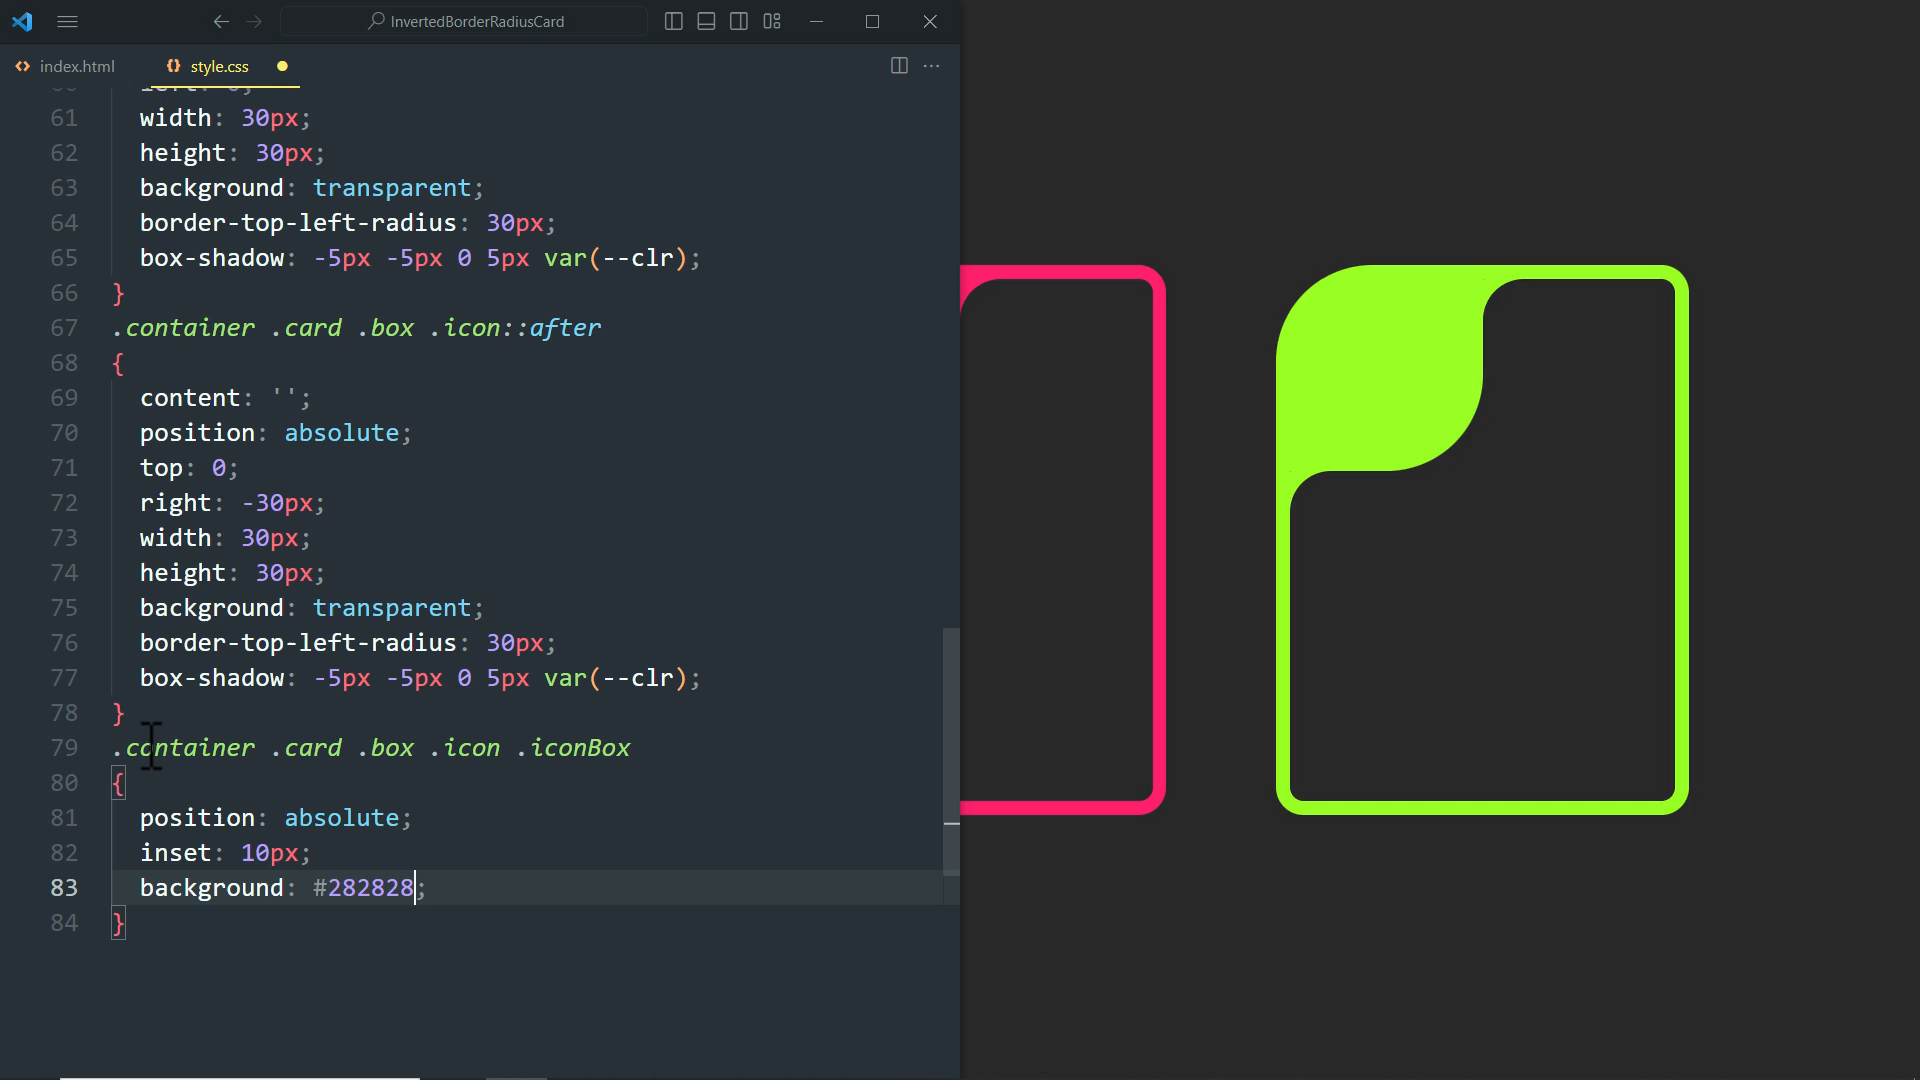 InvertedBorderRadiusCard
index.html
style.css
61 width: 30px;
62 height: 30px;
63 background: transparent;
64 border-top-left-radius: 30px;
65 box-shadow: -5px -5px 0 5px var(--clr);
66 }
67 .container .card .box .icon::after
68 {
69 content: '';
70 position: absolute;
71 top: 0;
72 right: -30px;
73 width: 30px;
74 height: 30px;
75 background: transparent;
76 border-top-left-radius: 30px;
77 box-shadow: -5px -5px 0 5px var(--clr);
78 }
79 .container .card .box .icon .iconBox
80 {
81 position: absolute;
82 inset: 10px;
83 background: #282828;
84 }